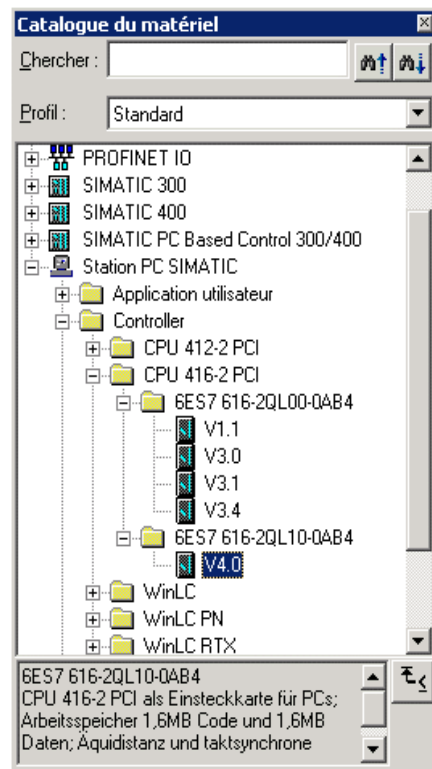 Catalogue du matériel
Chercher :
Profil : Standard
PROFINET IO
SIMATIC 300
SIMATIC 400
SIMATIC PC Based Control 300/400
Station PC SIMATIC
Application utilisateur
Controller
CPU 412-2 PCI
CPU 416-2 PCI
6ES7 616-2QL00-0AB4
V1.1
V3.0
V3.1
V3.4
6ES7 616-2QL10-0AB4
V4.0
WinLC
WinLC PN
WinLC RTX
6ES7 616-2QL10-0AB4
CPU 416-2 PCI als Einsteckkarte für PCs;
Arbeitsspeicher 1,6MB Code und 1,6MB
Daten; Äquidistanz und taktsynchrone